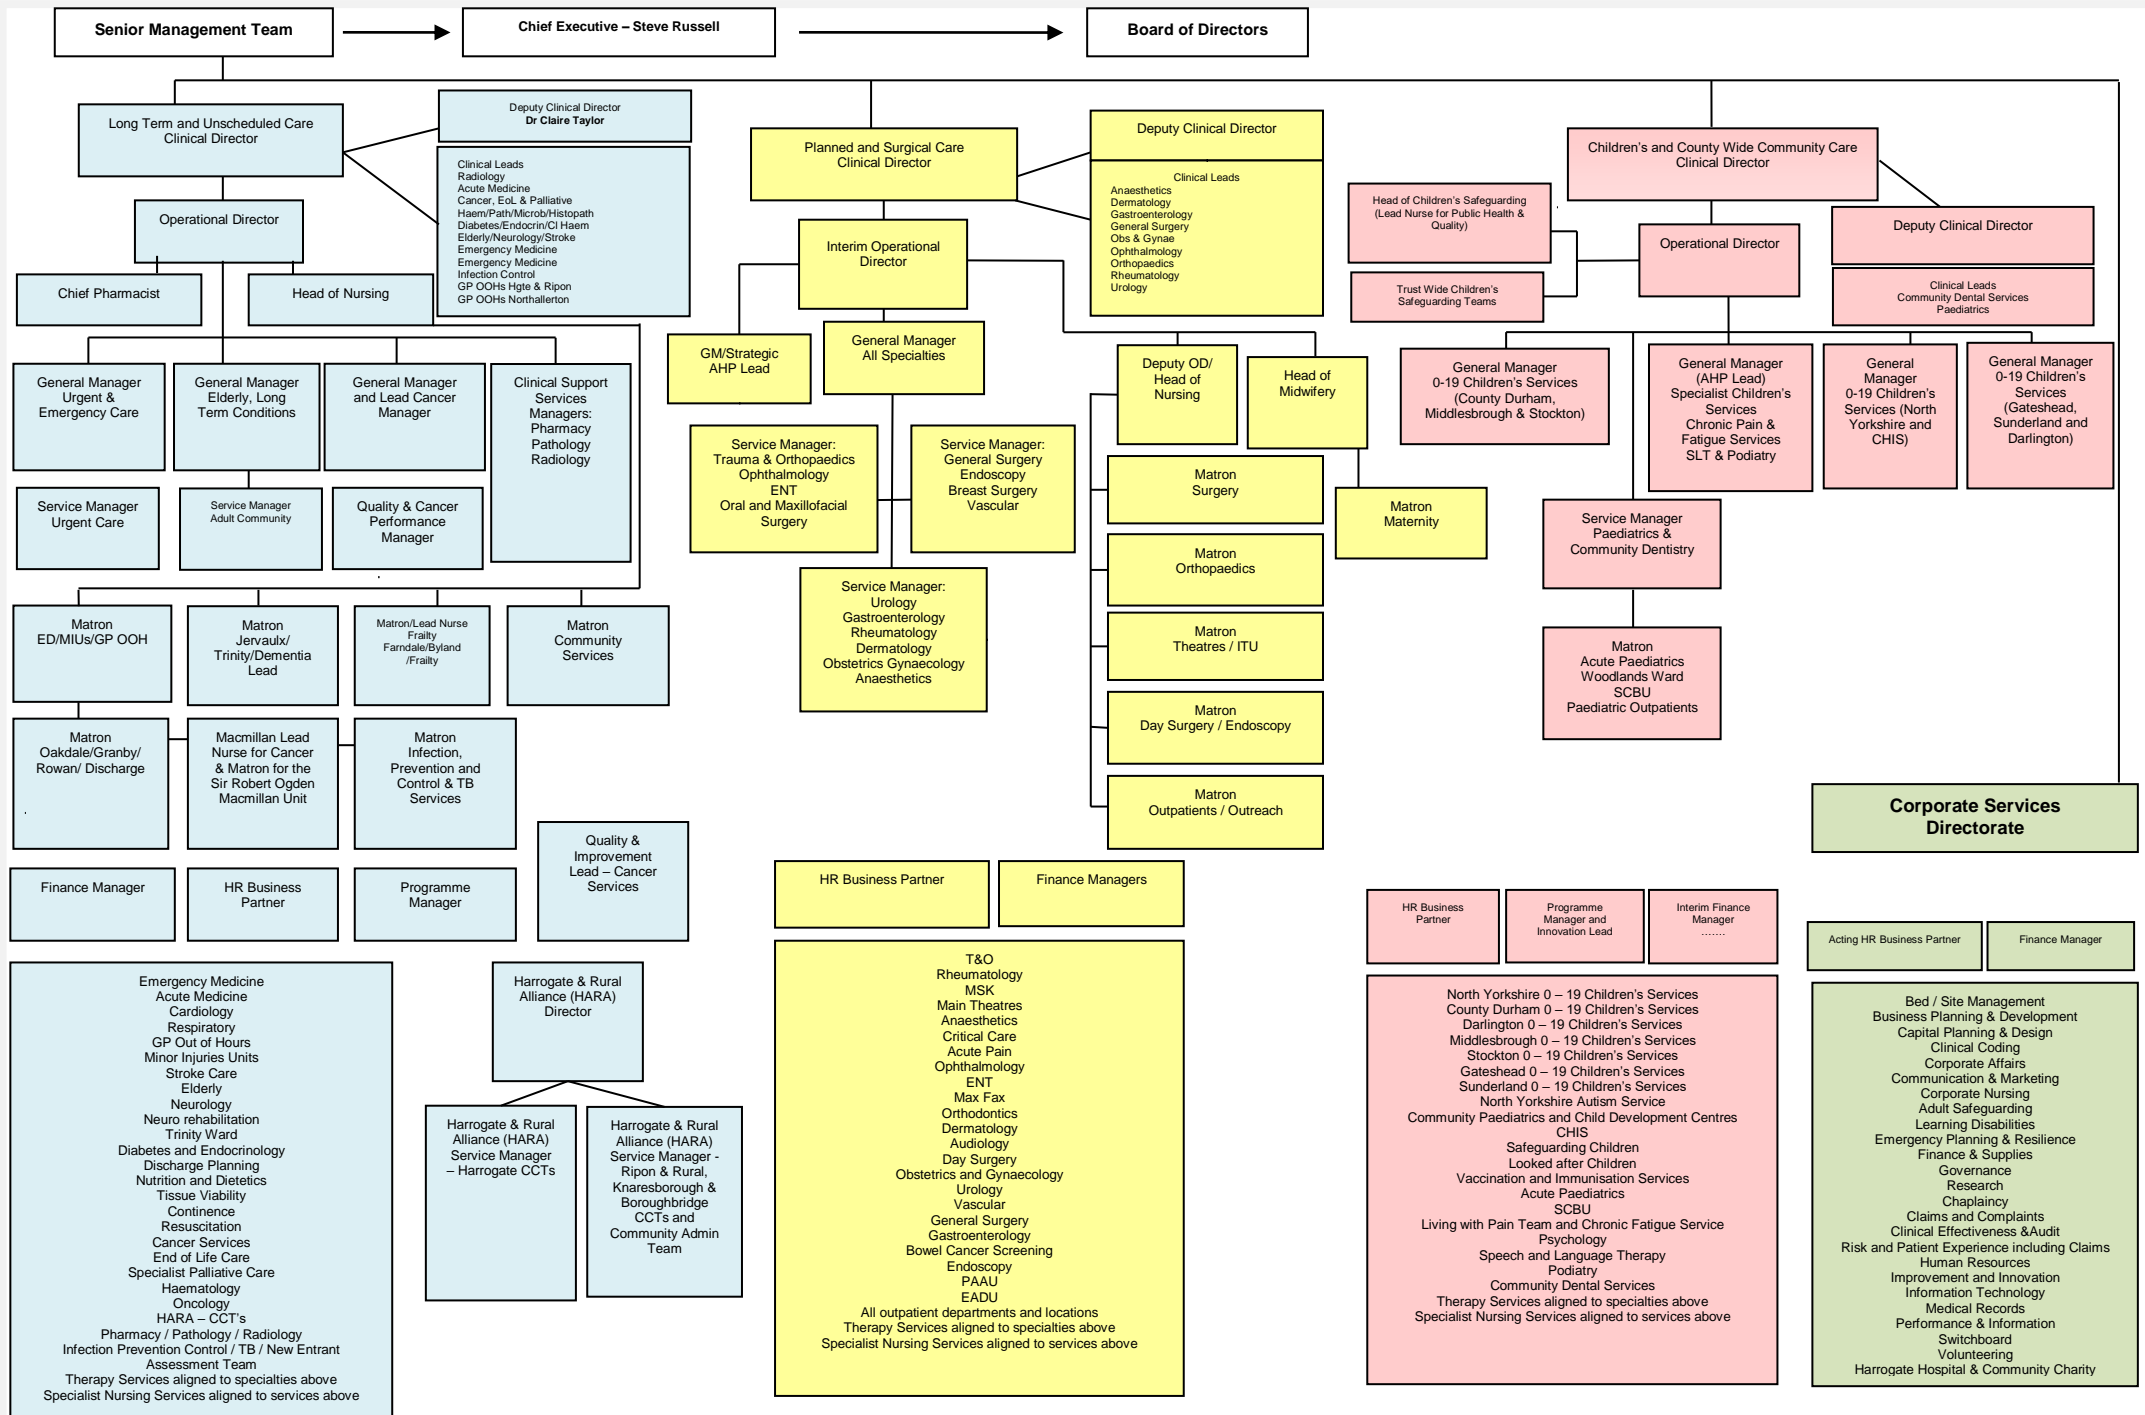 Senior Management Team
Chief Executive – Steve Russell
Board of Directors
Long Term and Unscheduled Care
Clinical Director
Deputy Clinical Director
Dr Claire Taylor
Clinical Leads
Radiology
Acute Medicine
Cancer, EoL & Palliative
Haem/Path/Microb/Histopath
Diabetes/Endocrin/Cl Haem
Elderly/Neurology/Stroke
Emergency Medicine
Emergency Medicine
Infection Control
GP OOHs Hgte & Ripon
GP OOHs Northallerton
Operational Director
Chief Pharmacist
Head of Nursing
General Manager
Urgent &
Emergency Care
General Manager
Elderly, Long
Term Conditions
General Manager
and Lead Cancer
Manager
Clinical Support
Services
Managers:
Pharmacy
Pathology
Radiology
Service Manager
Urgent Care
Service Manager
Adult Community
Quality & Cancer
Performance
Manager
Matron
ED/MIUs/GP OOH
Matron
Jervaulx/
Trinity/Dementia
Lead
Matron/Lead Nurse
Frailty
Farndale/Byland
/Frailty
Matron
Community
Services
Matron
Oakdale/Granby/
Rowan/ Discharge
Macmillan Lead
Nurse for Cancer
& Matron for the
Sir Robert Ogden
Macmillan Unit
Matron
Infection,
Prevention and
Control & TB
Services
Quality &
Improvement
Lead – Cancer
Services
Finance Manager
HR Business
Partner
Programme
Manager
Emergency Medicine
Acute Medicine
Cardiology
Respiratory
GP Out of Hours
Minor Injuries Units
Stroke Care
Elderly
Neurology
Neuro rehabilitation
Trinity Ward
Diabetes and Endocrinology
Discharge Planning
Nutrition and Dietetics
Tissue Viability
Continence
Resuscitation
Cancer Services
End of Life Care
Specialist Palliative Care
Haematology
Oncology
HARA – CCT's
Pharmacy / Pathology / Radiology
Infection Prevention Control / TB / New Entrant
Assessment Team
Therapy Services aligned to specialties above
Specialist Nursing Services aligned to services above
Harrogate & Rural
Alliance (HARA)
Director
Harrogate & Rural
Alliance (HARA)
Service Manager
– Harrogate CCTs
Harrogate & Rural
Alliance (HARA)
Service Manager -
Ripon & Rural,
Knaresborough &
Boroughbridge
CCTs and
Community Admin
Team
Planned and Surgical Care
Clinical Director
Deputy Clinical Director
Clinical Leads
Anaesthetics
Dermatology
Gastroenterology
General Surgery
Obs & Gynae
Ophthalmology
Orthopaedics
Rheumatology
Urology
Interim Operational
Director
GM/Strategic
AHP Lead
General Manager
All Specialties
Deputy OD/
Head of
Nursing
Head of
Midwifery
Service Manager:
Trauma & Orthopaedics
Ophthalmology
ENT
Oral and Maxillofacial
Surgery
Service Manager:
General Surgery
Endoscopy
Breast Surgery
Vascular
Service Manager:
Urology
Gastroenterology
Rheumatology
Dermatology
Obstetrics Gynaecology
Anaesthetics
Matron
Surgery
Matron
Maternity
Matron
Orthopaedics
Matron
Theatres / ITU
Matron
Day Surgery / Endoscopy
Matron
Outpatients / Outreach
HR Business Partner
Finance Managers
T&O
Rheumatology
MSK
Main Theatres
Anaesthetics
Critical Care
Acute Pain
Ophthalmology
ENT
Max Fax
Orthodontics
Dermatology
Audiology
Day Surgery
Obstetrics and Gynaecology
Urology
Vascular
General Surgery
Gastroenterology
Bowel Cancer Screening
Endoscopy
PAAU
EADU
All outpatient departments and locations
Therapy Services aligned to specialties above
Specialist Nursing Services aligned to services above
Children's and County Wide Community Care
Clinical Director
Head of Children's Safeguarding
(Lead Nurse for Public Health &
Quality)
Trust Wide Children's
Safeguarding Teams
Operational Director
Deputy Clinical Director
Clinical Leads
Community Dental Services
Paediatrics
General Manager
0-19 Children's Services
(County Durham,
Middlesbrough & Stockton)
General Manager
(AHP Lead)
Specialist Children's
Services
Chronic Pain &
Fatigue Services
SLT & Podiatry
General
Manager
0-19 Children's
Services (North
Yorkshire and
CHIS)
General Manager
0-19 Children's
Services
(Gateshead,
Sunderland and
Darlington)
Service Manager
Paediatrics &
Community Dentistry
Matron
Acute Paediatrics
Woodlands Ward
SCBU
Paediatric Outpatients
HR Business
Partner
Programme
Manager and
Innovation Lead
Interim Finance
Manager
.......
North Yorkshire 0 – 19 Children's Services
County Durham 0 – 19 Children's Services
Darlington 0 – 19 Children's Services
Middlesbrough 0 – 19 Children's Services
Stockton 0 – 19 Children's Services
Gateshead 0 – 19 Children's Services
Sunderland 0 – 19 Children's Services
North Yorkshire Autism Service
Community Paediatrics and Child Development Centres
CHIS
Safeguarding Children
Looked after Children
Vaccination and Immunisation Services
Acute Paediatrics
SCBU
Living with Pain Team and Chronic Fatigue Service
Psychology
Speech and Language Therapy
Podiatry
Community Dental Services
Therapy Services aligned to specialties above
Specialist Nursing Services aligned to services above
Corporate Services
Directorate
Acting HR Business Partner
Finance Manager
Bed / Site Management
Business Planning & Development
Capital Planning & Design
Clinical Coding
Corporate Affairs
Communication & Marketing
Corporate Nursing
Adult Safeguarding
Learning Disabilities
Emergency Planning & Resilience
Finance & Supplies
Governance
Research
Chaplaincy
Claims and Complaints
Clinical Effectiveness &Audit
Risk and Patient Experience including Claims
Human Resources
Improvement and Innovation
Information Technology
Medical Records
Performance & Information
Switchboard
Volunteering
Harrogate Hospital & Community Charity